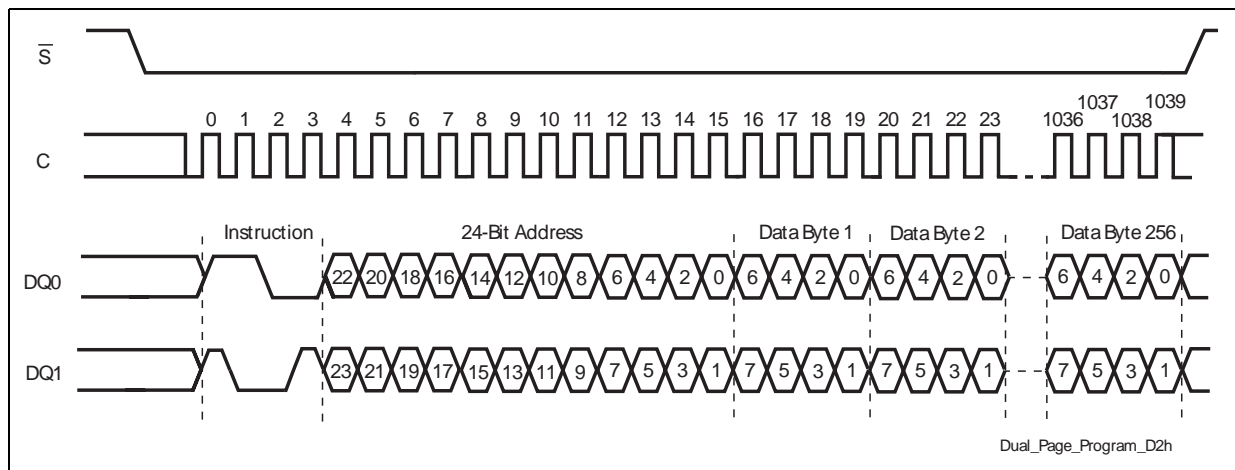 S
1037 1039
0 1 2 3 4 5 6 7 8 9 10 11 12 13 14 15 16 17 18 19 20 21 22 23 1036 1038
C
Instruction 24-Bit Address Data Byte 1 Data Byte 2 Data Byte 256
DQ0 22 20 18 16 14 12 10 8 6 4 2 0 6 4 2 0 6 4 2 0 6 4 2 0
DQ1 23 21 19 17 15 13 11 9 7 5 3 1 7 5 3 1 7 5 3 1 7 5 3 1
Dual_Page_Program_D2h